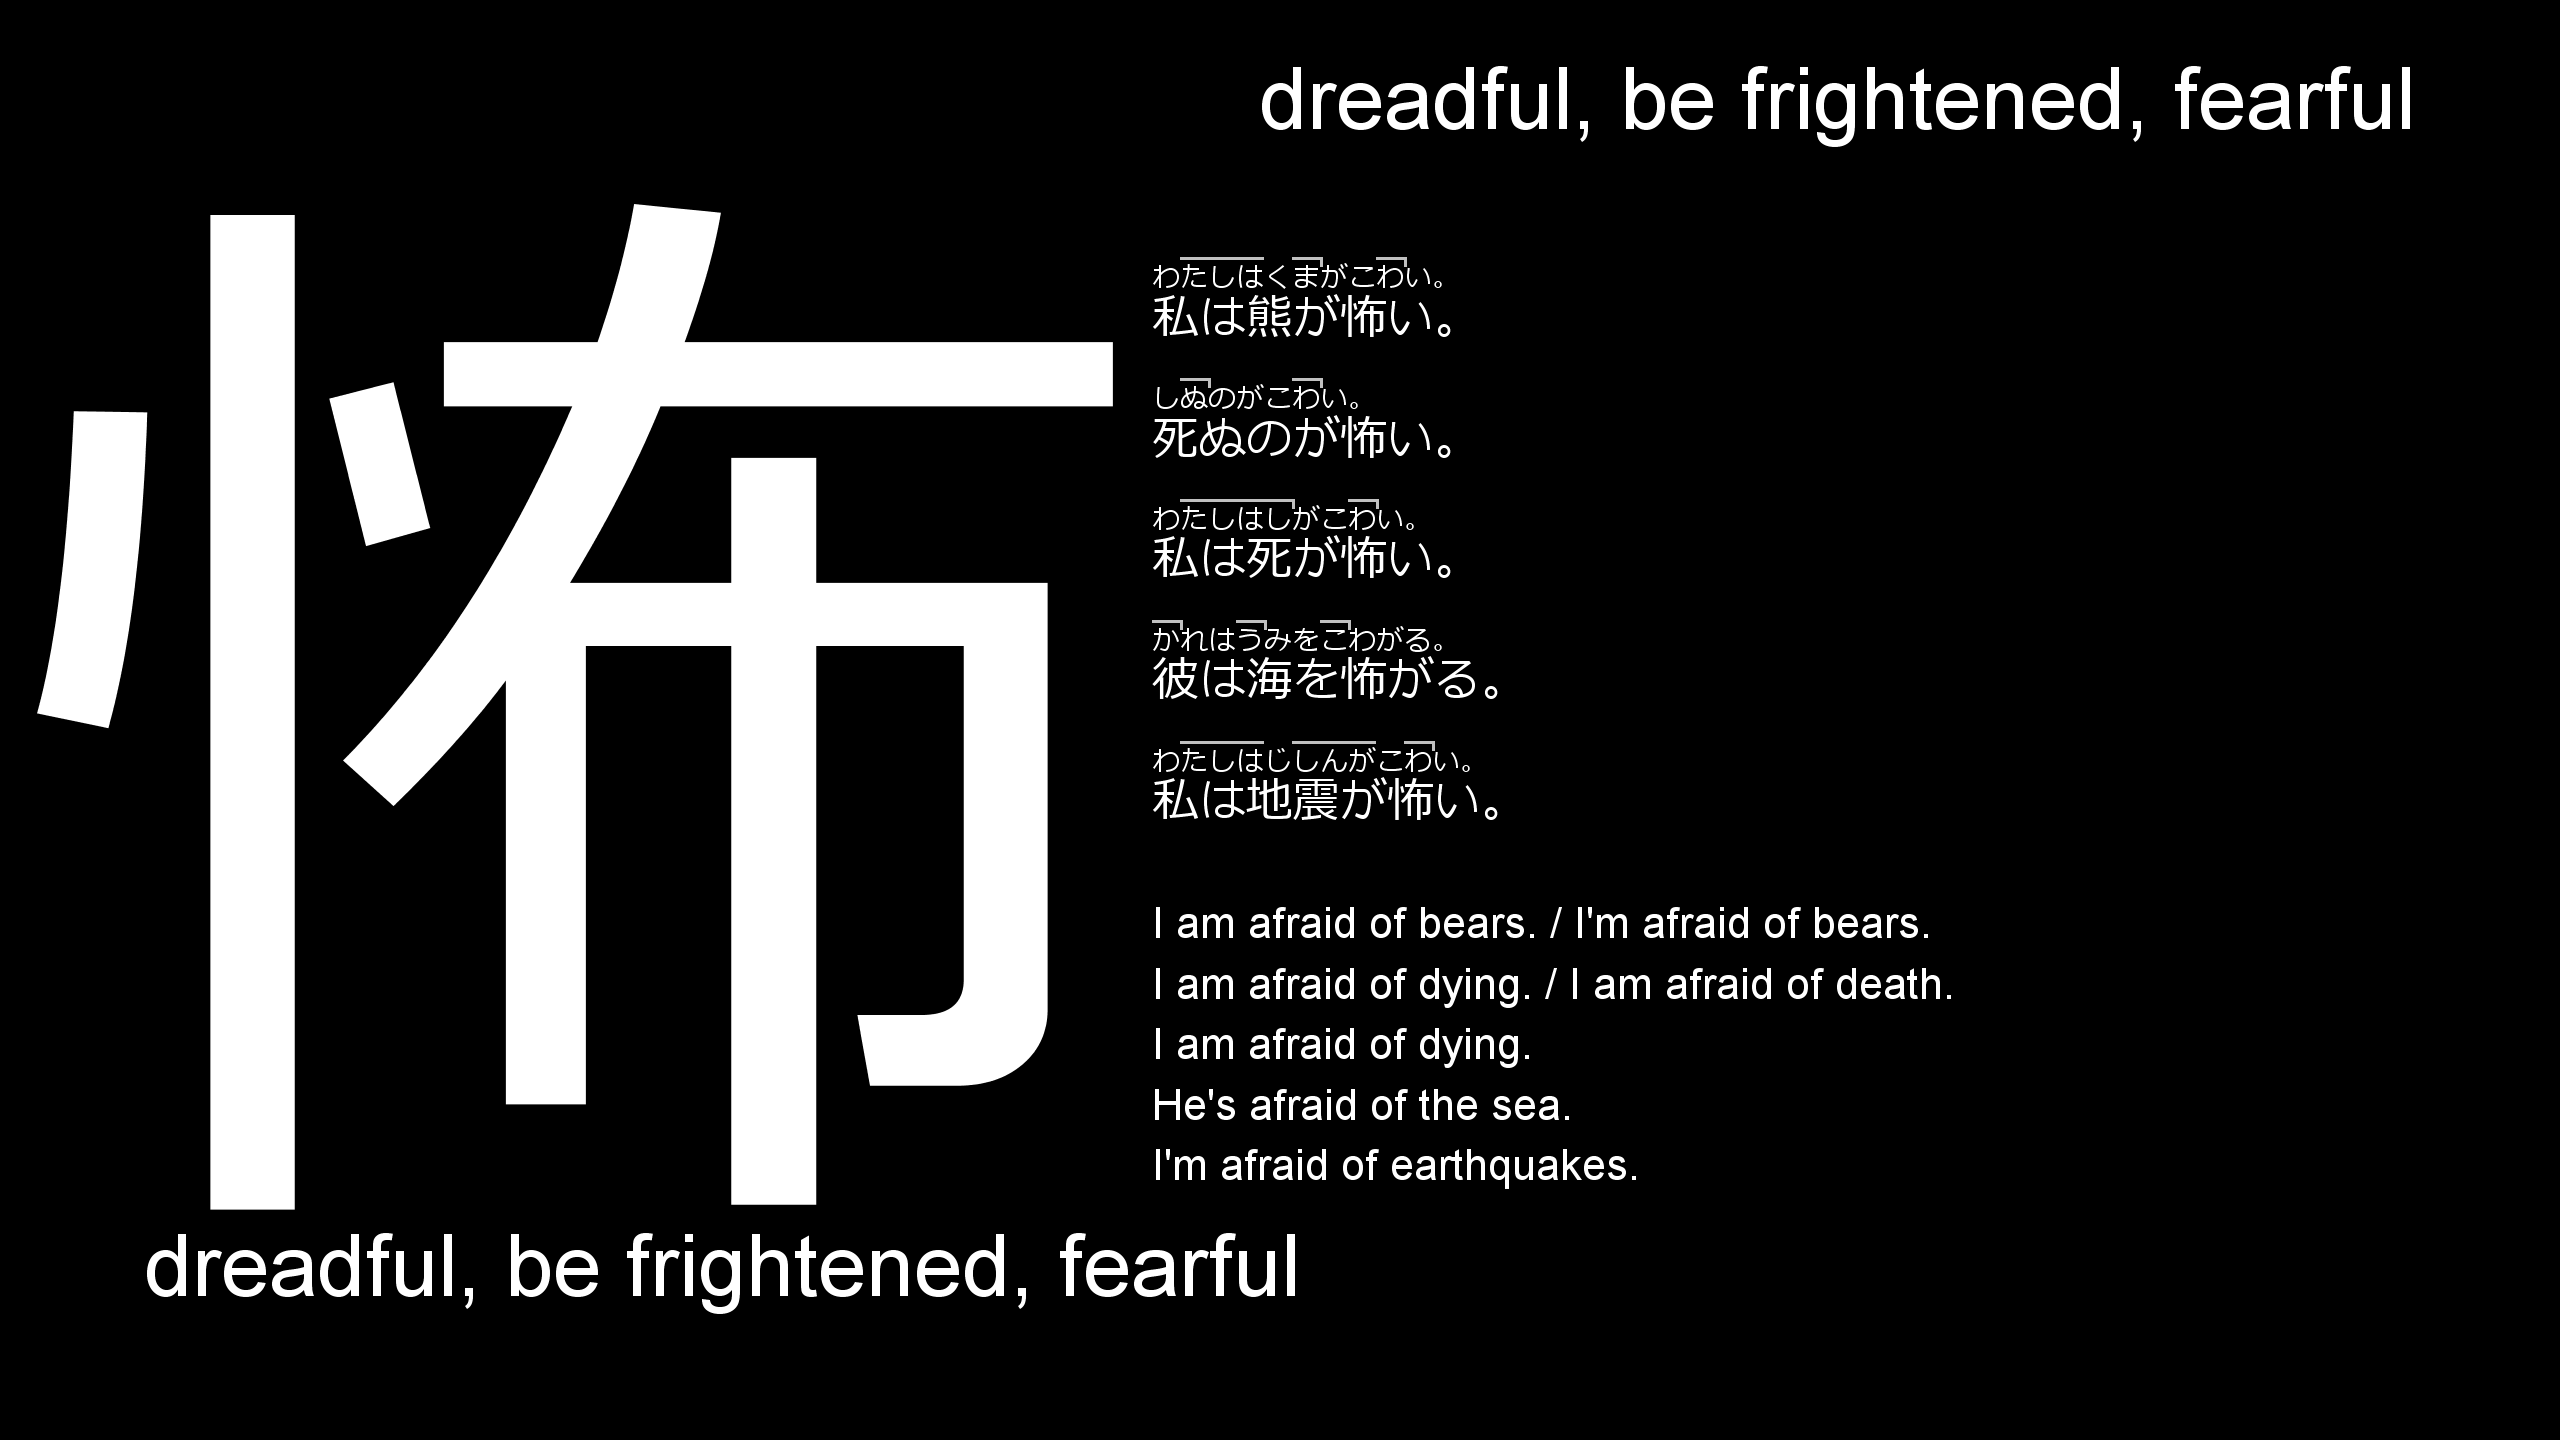 dreadful, be frightened, fearful
怖
わたしはくまがこわい。
私は熊が怖い。
しぬのがこわい。
死ぬのが怖い。
わたしはしがこわい。
私は死が怖い。
かれはうみをこわがる。
彼は海を怖がる。
わたしはじしんがこわい。
私は地震が怖い。
I am afraid of bears. / I'm afraid of bears.
I am afraid of dying. / I am afraid of death.
I am afraid of dying.
He's afraid of the sea.
I'm afraid of earthquakes.
dreadful, be frightened, fearful